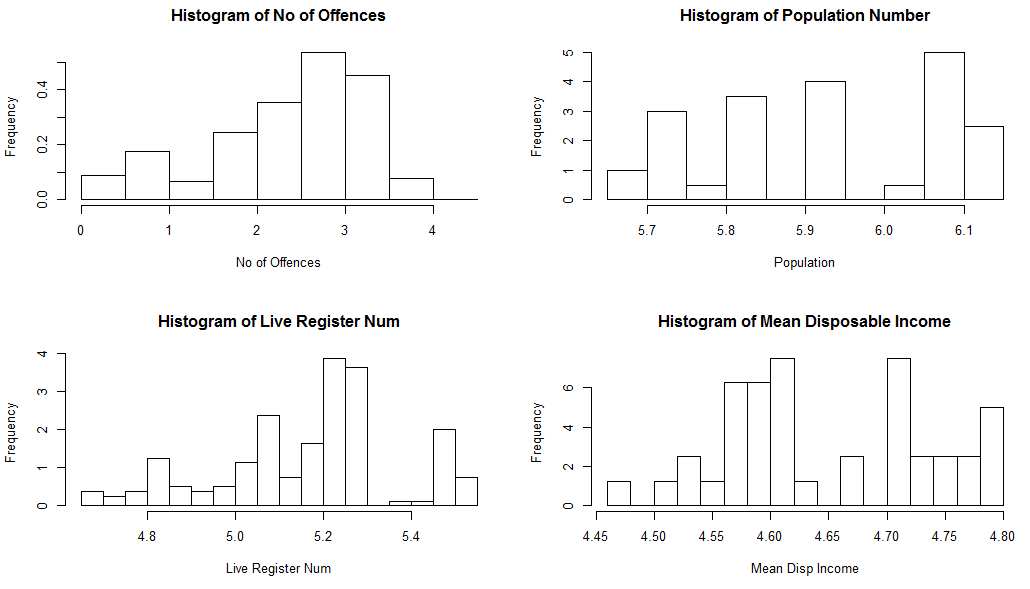 Histogram of No of Offences
Frequency
0.0 0.2 0.4
0 1 2 3 4
No of Offences
Histogram of Population Number
Frequency
0 1 2 3 4 5
5.7 5.8 5.9 6.0 6.1
Population
Histogram of Live Register Num
Frequency
0 1 2 3 4
4.8 5.0 5.2 5.4
Live Register Num
Histogram of Mean Disposable Income
Frequency
0 2 4 6
4.45 4.50 4.55 4.60 4.65 4.70 4.75 4.80
Mean Disp Income